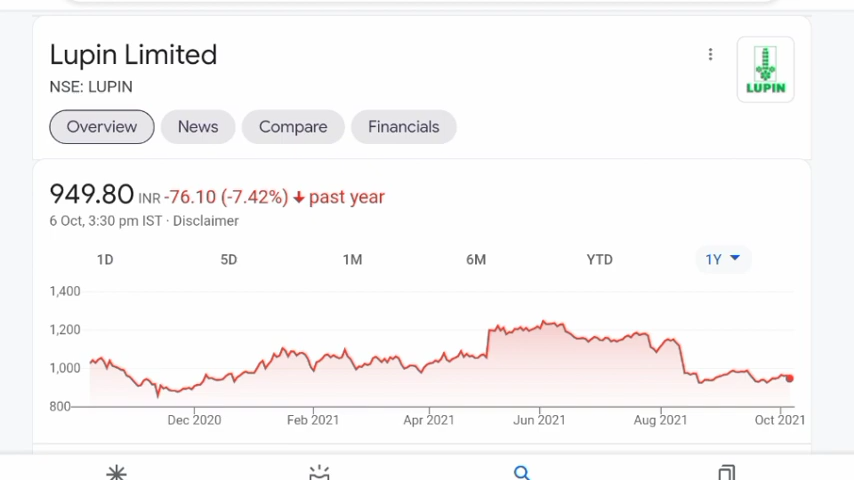 Lupin Limited
NSE: LUPIN
LUPIN
Overview
News
Compare
Financials
949.80 INR -76.10 (-7.42%) past year
6 Oct, 3:30 pm IST · Disclaimer
1D 5D 1M 6M YTD 1Y
1,400
1,200
1,000
800
Dec 2020 Feb 2021 Apr 2021 Jun 2021 Aug 2021 Oct 2021